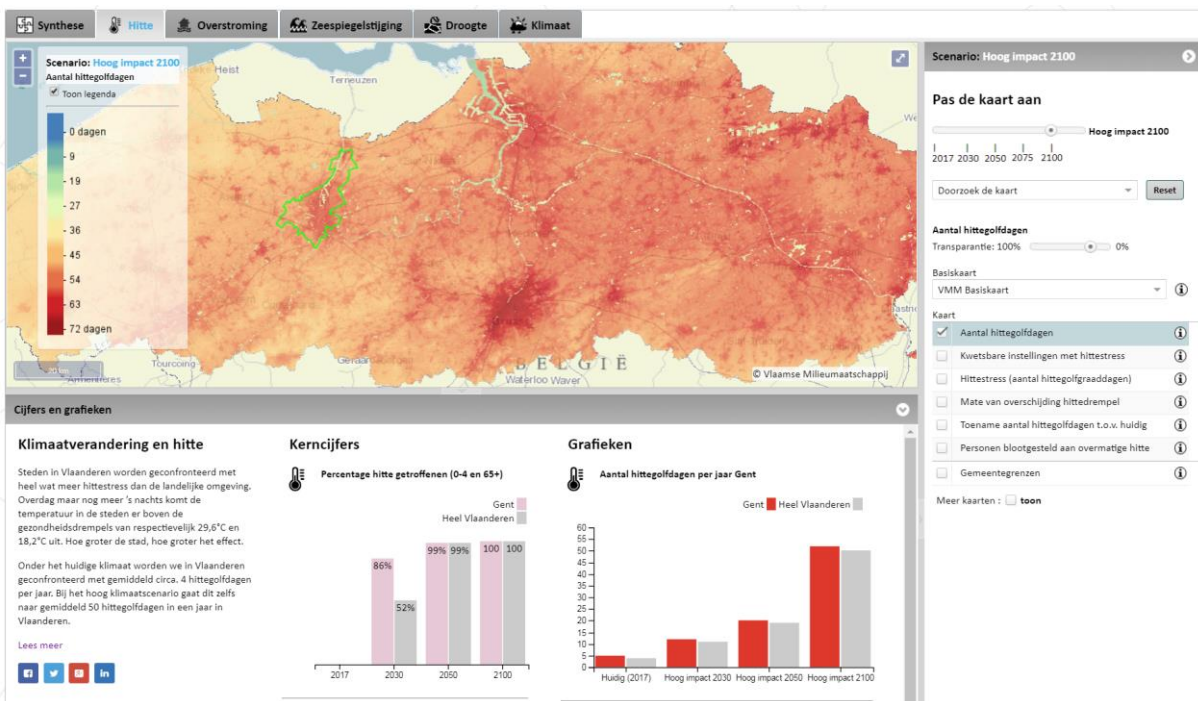 Synthese
Hitte
Overstroming
Zeespiegelstijging
Droogte
Klimaat
+
−
Scenario: Hoog impact 2100
Aantal hittegolfdagen
Toon legenda
0 dagen
9
19
27
36
45
54
63
72 dagen
20 km
Heist
Terneuzen
Tourcoing
Armentières
BELGIË
Waterloo Waver
© Vlaamse Milieumaatschappij
Scenario: Hoog impact 2100
Pas de kaart aan
Hoog impact 2100
2017 2030 2050 2075 2100
Doorzoek de kaart
Reset
Aantal hittegolfdagen
Transparantie: 100% 0%
Basiskaart
VMM Basiskaart
Kaart
Aantal hittegolfdagen
Kwetsbare instellingen met hittestress
Hittestress (aantal hittegolfgraaddagen)
Mate van overschijding hittedrempel
Toename aantal hittegolfdagen t.o.v. huidig
Personen blootgesteld aan overmatige hitte
Gemeentegrenzen
Meer kaarten : toon
Cijfers en grafieken
Klimaatverandering en hitte
Steden in Vlaanderen worden geconfronteerd met
heel wat meer hittestress dan de landelijke omgeving.
Overdag maar nog meer 's nachts komt de
temperatuur in de steden er boven de
gezondheidsdrempels van respectievelijk 29,6°C en
18,2°C uit. Hoe groter de stad, hoe groter het effect.
Onder het huidige klimaat worden we in Vlaanderen
geconfronteerd met gemiddeld circa. 4 hittegolfdagen
per jaar. Bij het hoog klimaatscenario gaat dit zelfs
naar gemiddeld 50 hittegolfdagen in een jaar in
Vlaanderen.
Lees meer
Kerncijfers
Percentage hitte getroffenen (0-4 en 65+)
Gent
Heel Vlaanderen
86%
52%
99% 99%
100 100
2017 2030 2050 2100
Grafieken
Aantal hittegolfdagen per jaar Gent
Gent Heel Vlaanderen
60
55
50
45
40
35
30
25
20
15
10
5
0
Huidig (2017) Hoog impact 2030 Hoog impact 2050 Hoog impact 2100